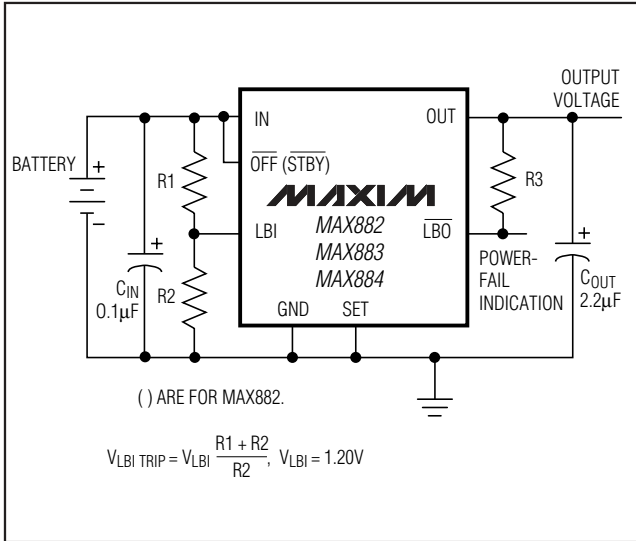 OUTPUT
VOLTAGE
IN
OUT
BATTERY
+
−
OFF (STBY)
R1
R3
MAXIM
MAX882
MAX883
MAX884
LBI
LBO
+
+
CIN
0.1µF
R2
POWER-
FAIL
INDICATION
COUT
2.2µF
GND
SET
( ) ARE FOR MAX882.
VLBI TRIP = VLBI (R1 + R2)/R2, VLBI = 1.20V